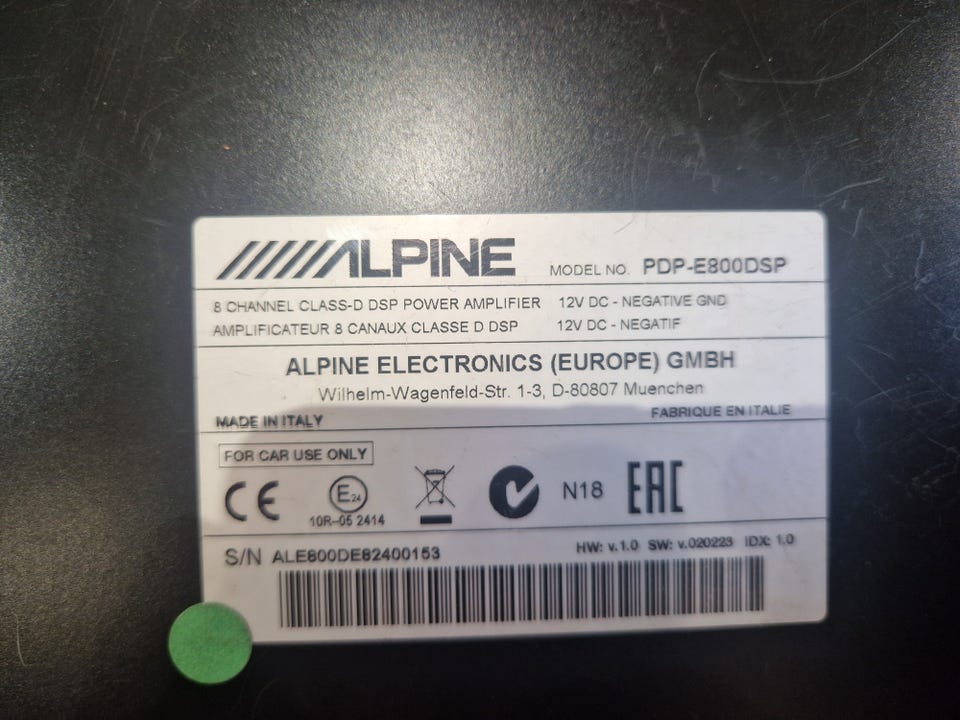 ALPINE
MODEL NO. PDP-E800DSP
8 CHANNEL CLASS-D DSP POWER AMPLIFIER 12V DC - NEGATIVE GND
AMPLIFICATEUR 8 CANAUX CLASSE D DSP 12V DC - NEGATIF
ALPINE ELECTRONICS (EUROPE) GMBH
Wilhelm-Wagenfeld-Str. 1-3, D-80807 Muenchen
MADE IN ITALY FABRIQUE EN ITALIE
FOR CAR USE ONLY
CE E24 N18 EAC
10R-05 2414
S/N ALE800DE82400153 HW: v.1.0 SW: v.020223 IDX: 1.0